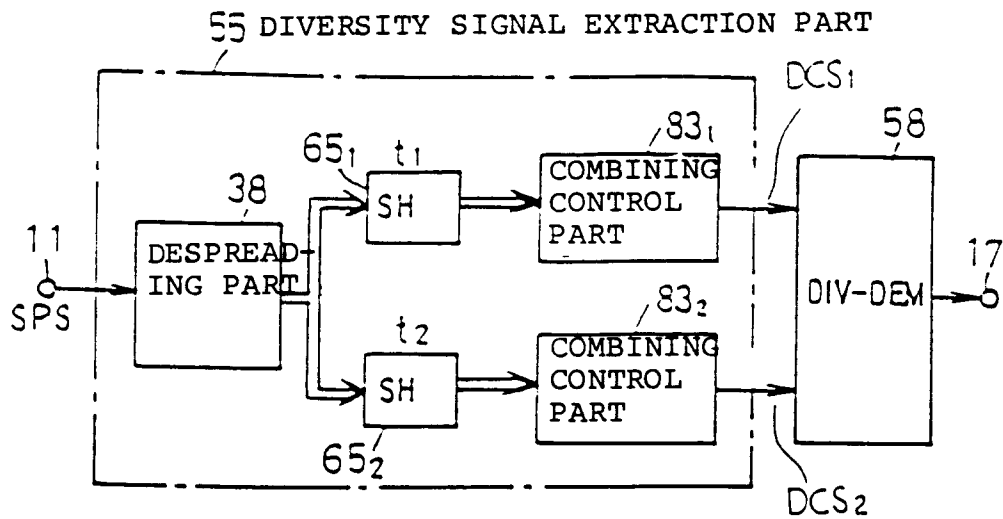 55 DIVERSITY SIGNAL EXTRACTION PART
DCS₁
65₁
t₁
83₁
58
SH
COMBINING
CONTROL
PART
38
11
DESPREAD-
ING PART
SPS
17
DIV-DEM
t₂
83₂
SH
COMBINING
CONTROL
PART
65₂
DCS₂